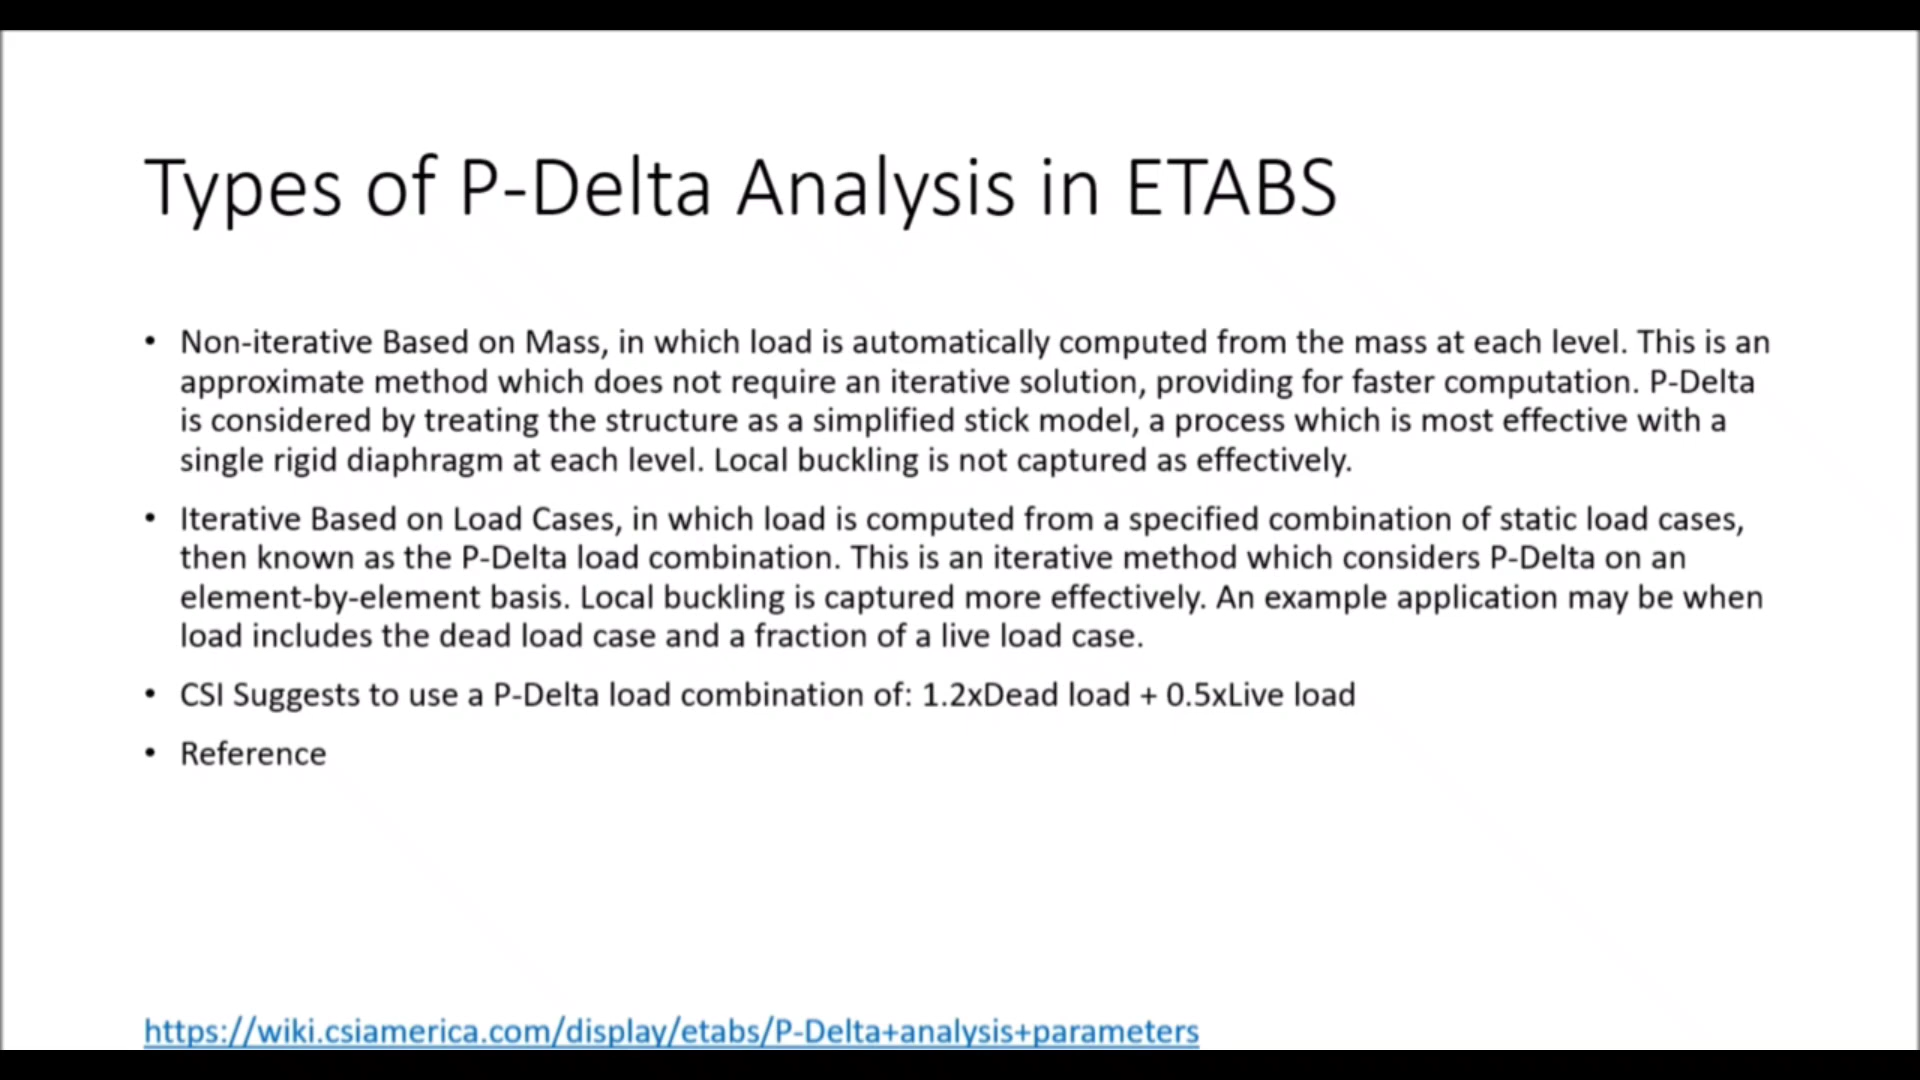 Types of P-Delta Analysis in ETABS
• Non-iterative Based on Mass, in which load is automatically computed from the mass at each level. This is an
approximate method which does not require an iterative solution, providing for faster computation. P-Delta
is considered by treating the structure as a simplified stick model, a process which is most effective with a
single rigid diaphragm at each level. Local buckling is not captured as effectively.
• Iterative Based on Load Cases, in which load is computed from a specified combination of static load cases,
then known as the P-Delta load combination. This is an iterative method which considers P-Delta on an
element-by-element basis. Local buckling is captured more effectively. An example application may be when
load includes the dead load case and a fraction of a live load case.
• CSI Suggests to use a P-Delta load combination of: 1.2xDead load + 0.5xLive load
• Reference
https://wiki.csiamerica.com/display/etabs/P-Delta+analysis+parameters